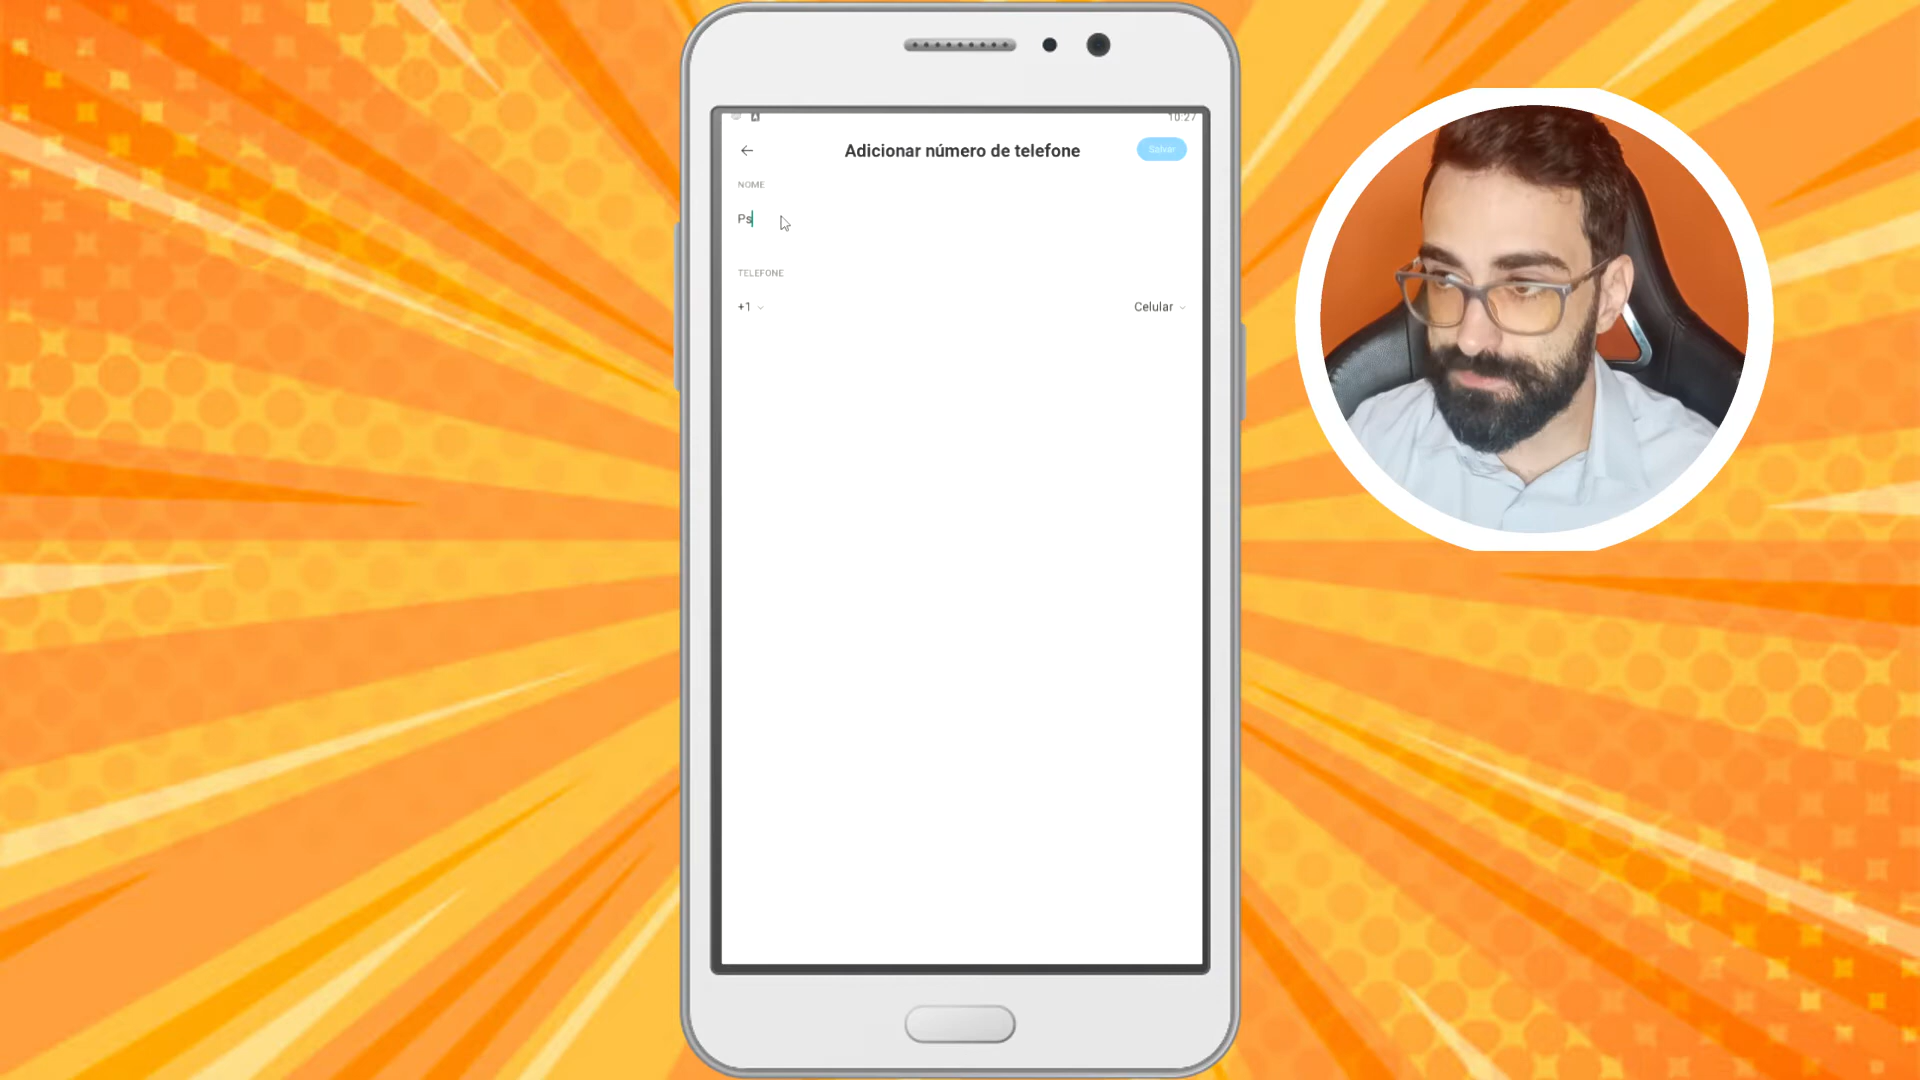 10:27
Adicionar número de telefone
Salvar
NOME
Ps
TELEFONE
+1
Celular